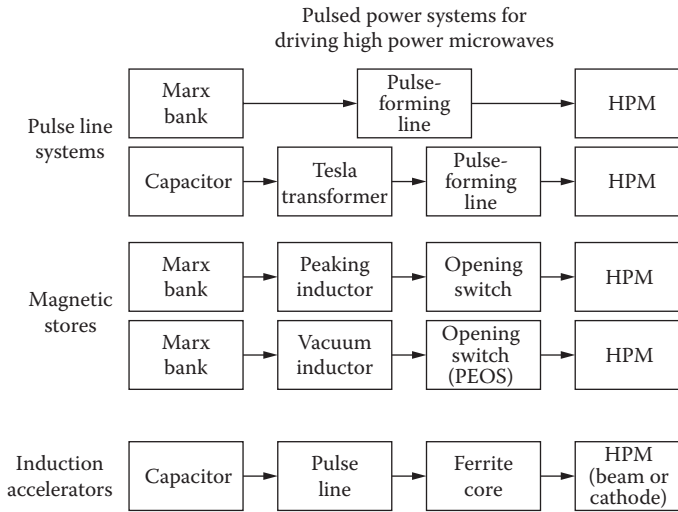 Pulsed power systems for
driving high power microwaves
Pulse line
systems
Marx
bank
Pulse-
forming
line
HPM
Capacitor
Tesla
transformer
Pulse-
forming
line
HPM
Magnetic
stores
Marx
bank
Peaking
inductor
Opening
switch
HPM
Marx
bank
Vacuum
inductor
Opening
switch
(PEOS)
HPM
Induction
accelerators
Capacitor
Pulse
line
Ferrite
core
HPM
(beam or
cathode)